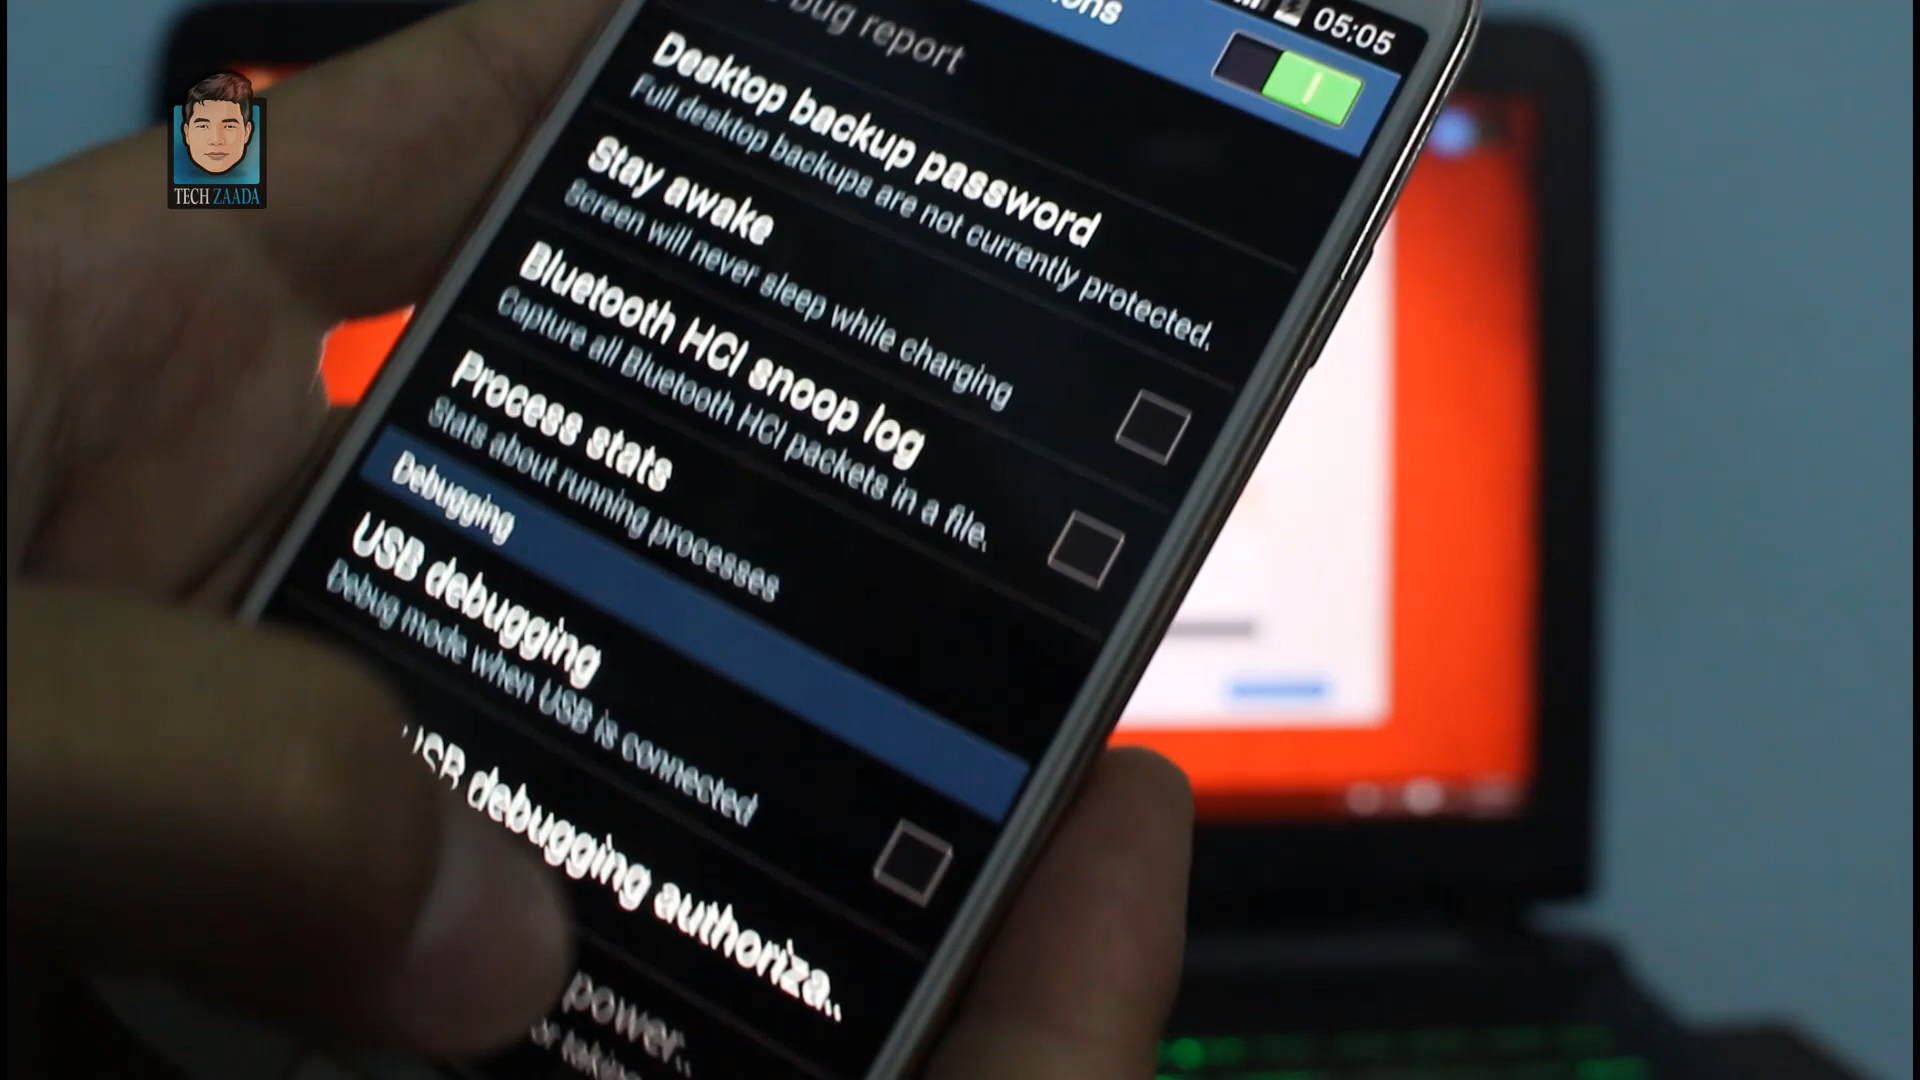 05:05
bug report
Desktop backup password
Full desktop backups are not currently protected.
Stay awake
Screen will never sleep while charging
Bluetooth HCI snoop log
Capture all Bluetooth HCI packets in a file.
Process stats
Stats about running processes
Debugging
USB debugging
Debug mode when USB is connected
USB debugging authoriza..
power..
TECH ZAADA